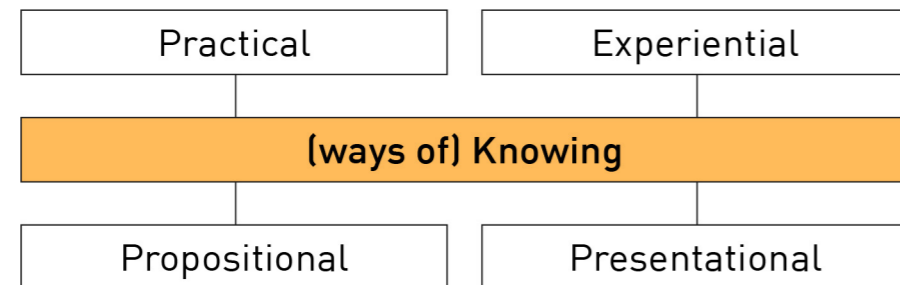 Practical
Experiential
(ways of) Knowing
Propositional
Presentational